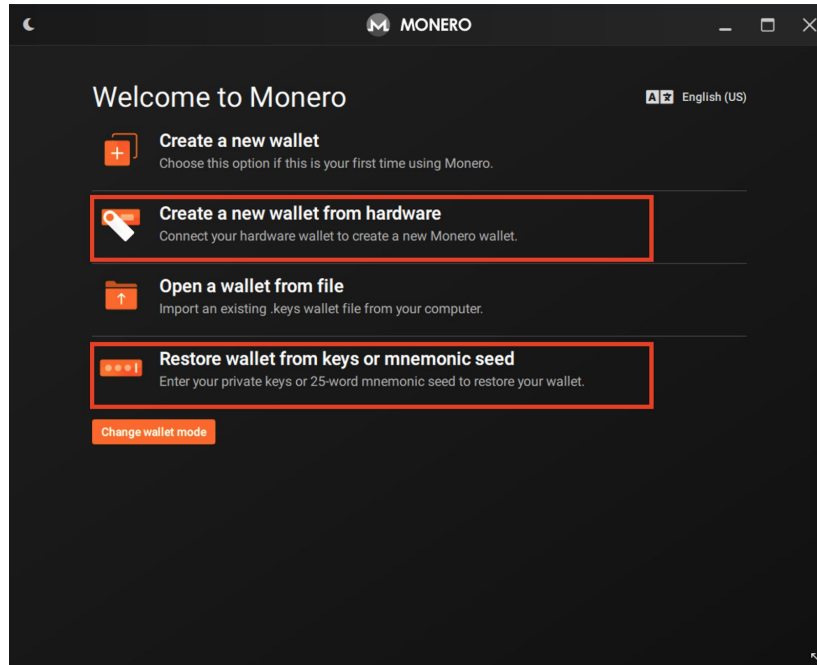 MONERO
Welcome to Monero
English (US)
Create a new wallet
Choose this option if this is your first time using Monero.
Create a new wallet from hardware
Connect your hardware wallet to create a new Monero wallet.
Open a wallet from file
Import an existing .keys wallet file from your computer.
Restore wallet from keys or mnemonic seed
Enter your private keys or 25-word mnemonic seed to restore your wallet.
Change wallet mode